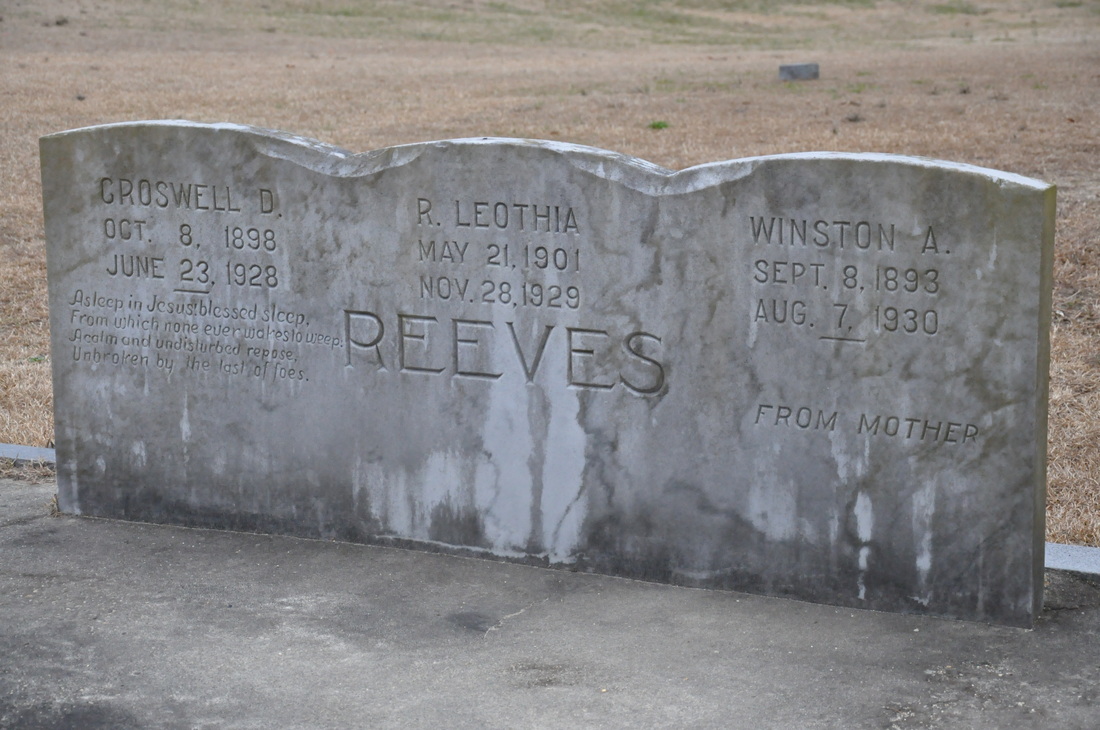 CROSWELL D.
OCT. 8, 1898
JUNE 23, 1928
Asleep in Jesus! blessed sleep,
From which none ever wakes to weep;
A calm and undisturbed repose,
Unbroken by the last of foes.
R. LEOTHIA
MAY 21, 1901
NOV. 28, 1929
REEVES
WINSTON A.
SEPT. 8, 1893
AUG. 7, 1930
FROM MOTHER